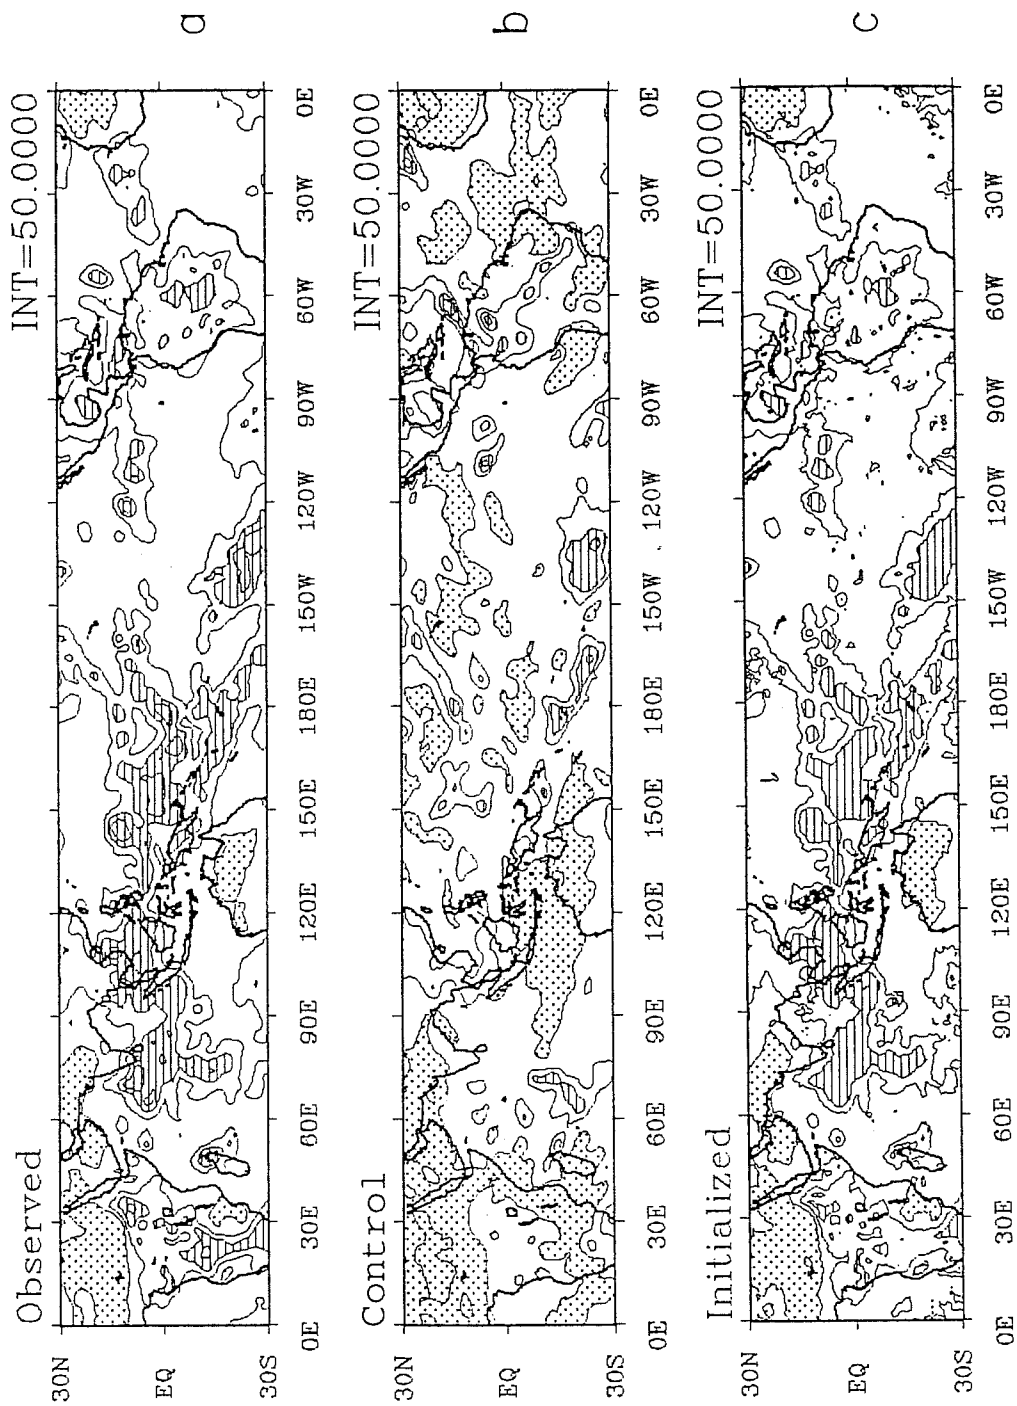 Observed
INT=50.0000
a
30N
EQ
30S
0E
30E
60E
90E
120E
150E
180E
150W
120W
90W
60W
30W
0E
Control
INT=50.0000
b
30N
EQ
30S
0E
30E
60E
90E
120E
150E
180E
150W
120W
90W
60W
30W
0E
Initialized
INT=50.0000
c
30N
EQ
30S
0E
30E
60E
90E
120E
150E
180E
150W
120W
90W
60W
30W
0E